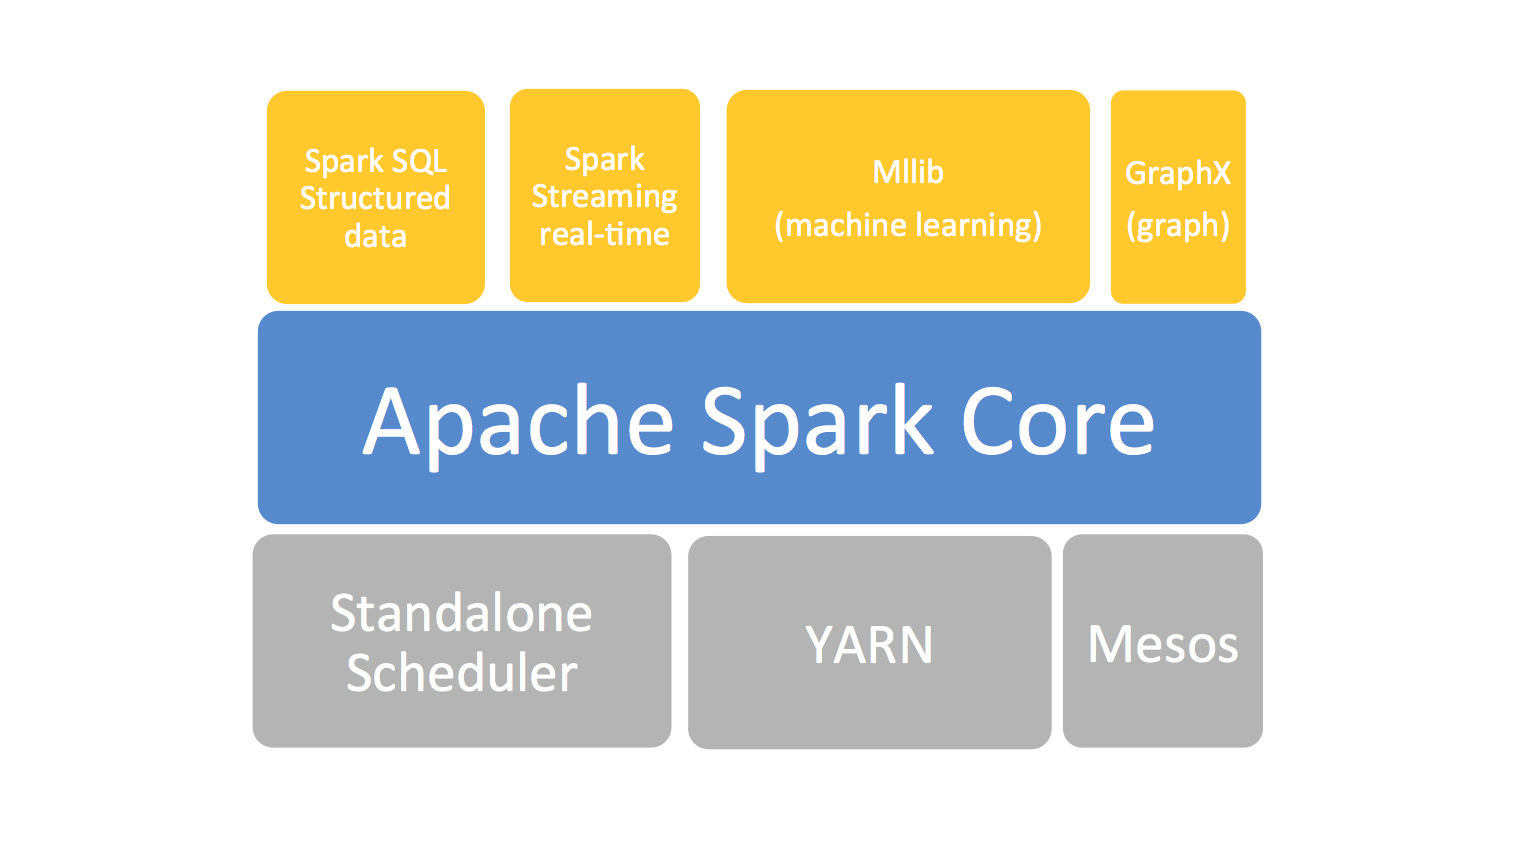 Spark SQL
Structured
data
Spark
Streaming
real-time
Mllib
(machine learning)
GraphX
(graph)
Apache Spark Core
Standalone
Scheduler
YARN
Mesos